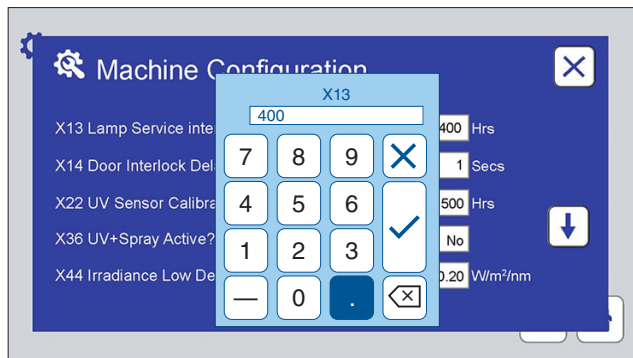 Machine Configuration
X13
400
X13 Lamp Service inte 400 Hrs
7 8 9
X14 Door Interlock Del 1 Secs
X22 UV Sensor Calibra 500 Hrs
4 5 6
X36 UV+Spray Active? No
1 2 3
X44 Irradiance Low De 0.20 W/m²/nm
— 0 .